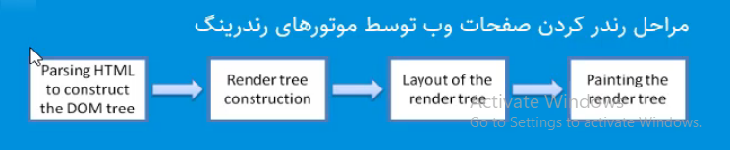 مراحل رندر کردن صفحات وب توسط موتورهای رندرینگ
Parsing HTML
to construct
the DOM tree
Render tree
construction
Layout of the
render tree
Painting the
render tree
Activate Windows
Go to Settings to activate Windows.